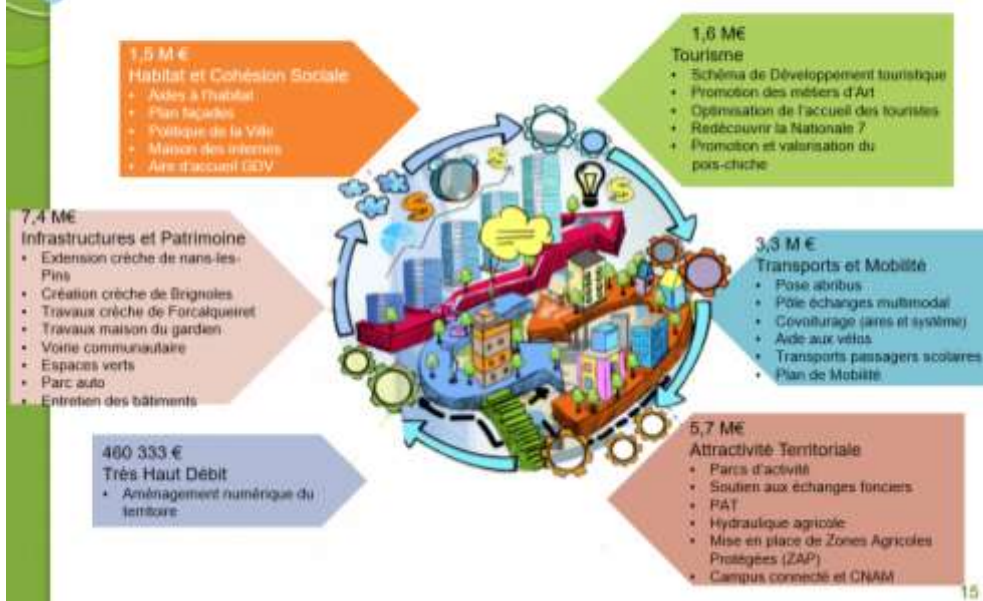 1,5 M €
Habitat et Cohésion Sociale
• Aides à l'habitat
• Plan façades
• Politique de la Ville
• Maison des internes
• Aire d'accueil GDV
1,6 M€
Tourisme
• Schéma de Développement touristique
• Promotion des métiers d'Art
• Optimisation de l'accueil des touristes
• Redécouvrir la Nationale 7
• Promotion et valorisation du
pois-chiche
7,4 M€
Infrastructures et Patrimoine
• Extension crèche de nans-les-
Pins
• Création crèche de Brignoles
• Travaux crèche de Forcalqueiret
• Travaux maison du gardien
• Voirie communautaire
• Espaces verts
• Parc auto
• Entretien des bâtiments
3,3 M €
Transports et Mobilité
• Pose abribus
• Pôle échanges multimodal
• Covoiturage (aires et système)
• Aide aux vélos
• Transports passagers scolaires
• Plan de Mobilité
460 333 €
Très Haut Débit
• Aménagement numérique du
territoire
5,7 M€
Attractivité Territoriale
• Parcs d'activité
• Soutien aux échanges fonciers
• PAT
• Hydraulique agricole
• Mise en place de Zones Agricoles
Protégées (ZAP)
• Campus connecté et CNAM
15